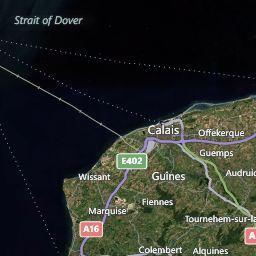 Strait of Dover
Calais
Offekerque
E402
Guemps
Wissant
Guînes
Audruic
Fiennes
Marquise
Tournehem-sur-la
A16
A
Colembert
Alquines